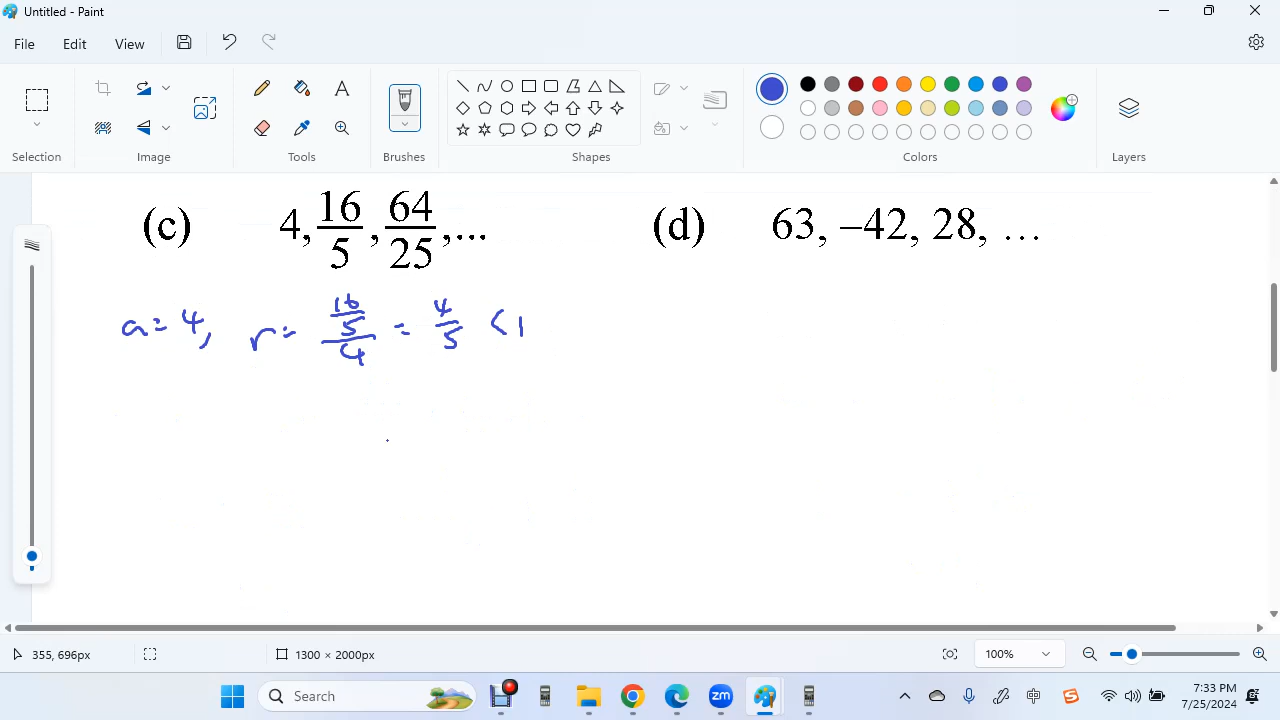 Untitled - Paint
File Edit View
Selection Image Tools Brushes Shapes Colors Layers
(c) 4, 16/5, 64/25, ... (d) 63, –42, 28, …
a = 4, r = (16/5)/4 = 4/5 < 1
355, 696px 1300 × 2000px 100%
Search zm 中 S 7:33 PM
7/25/2024